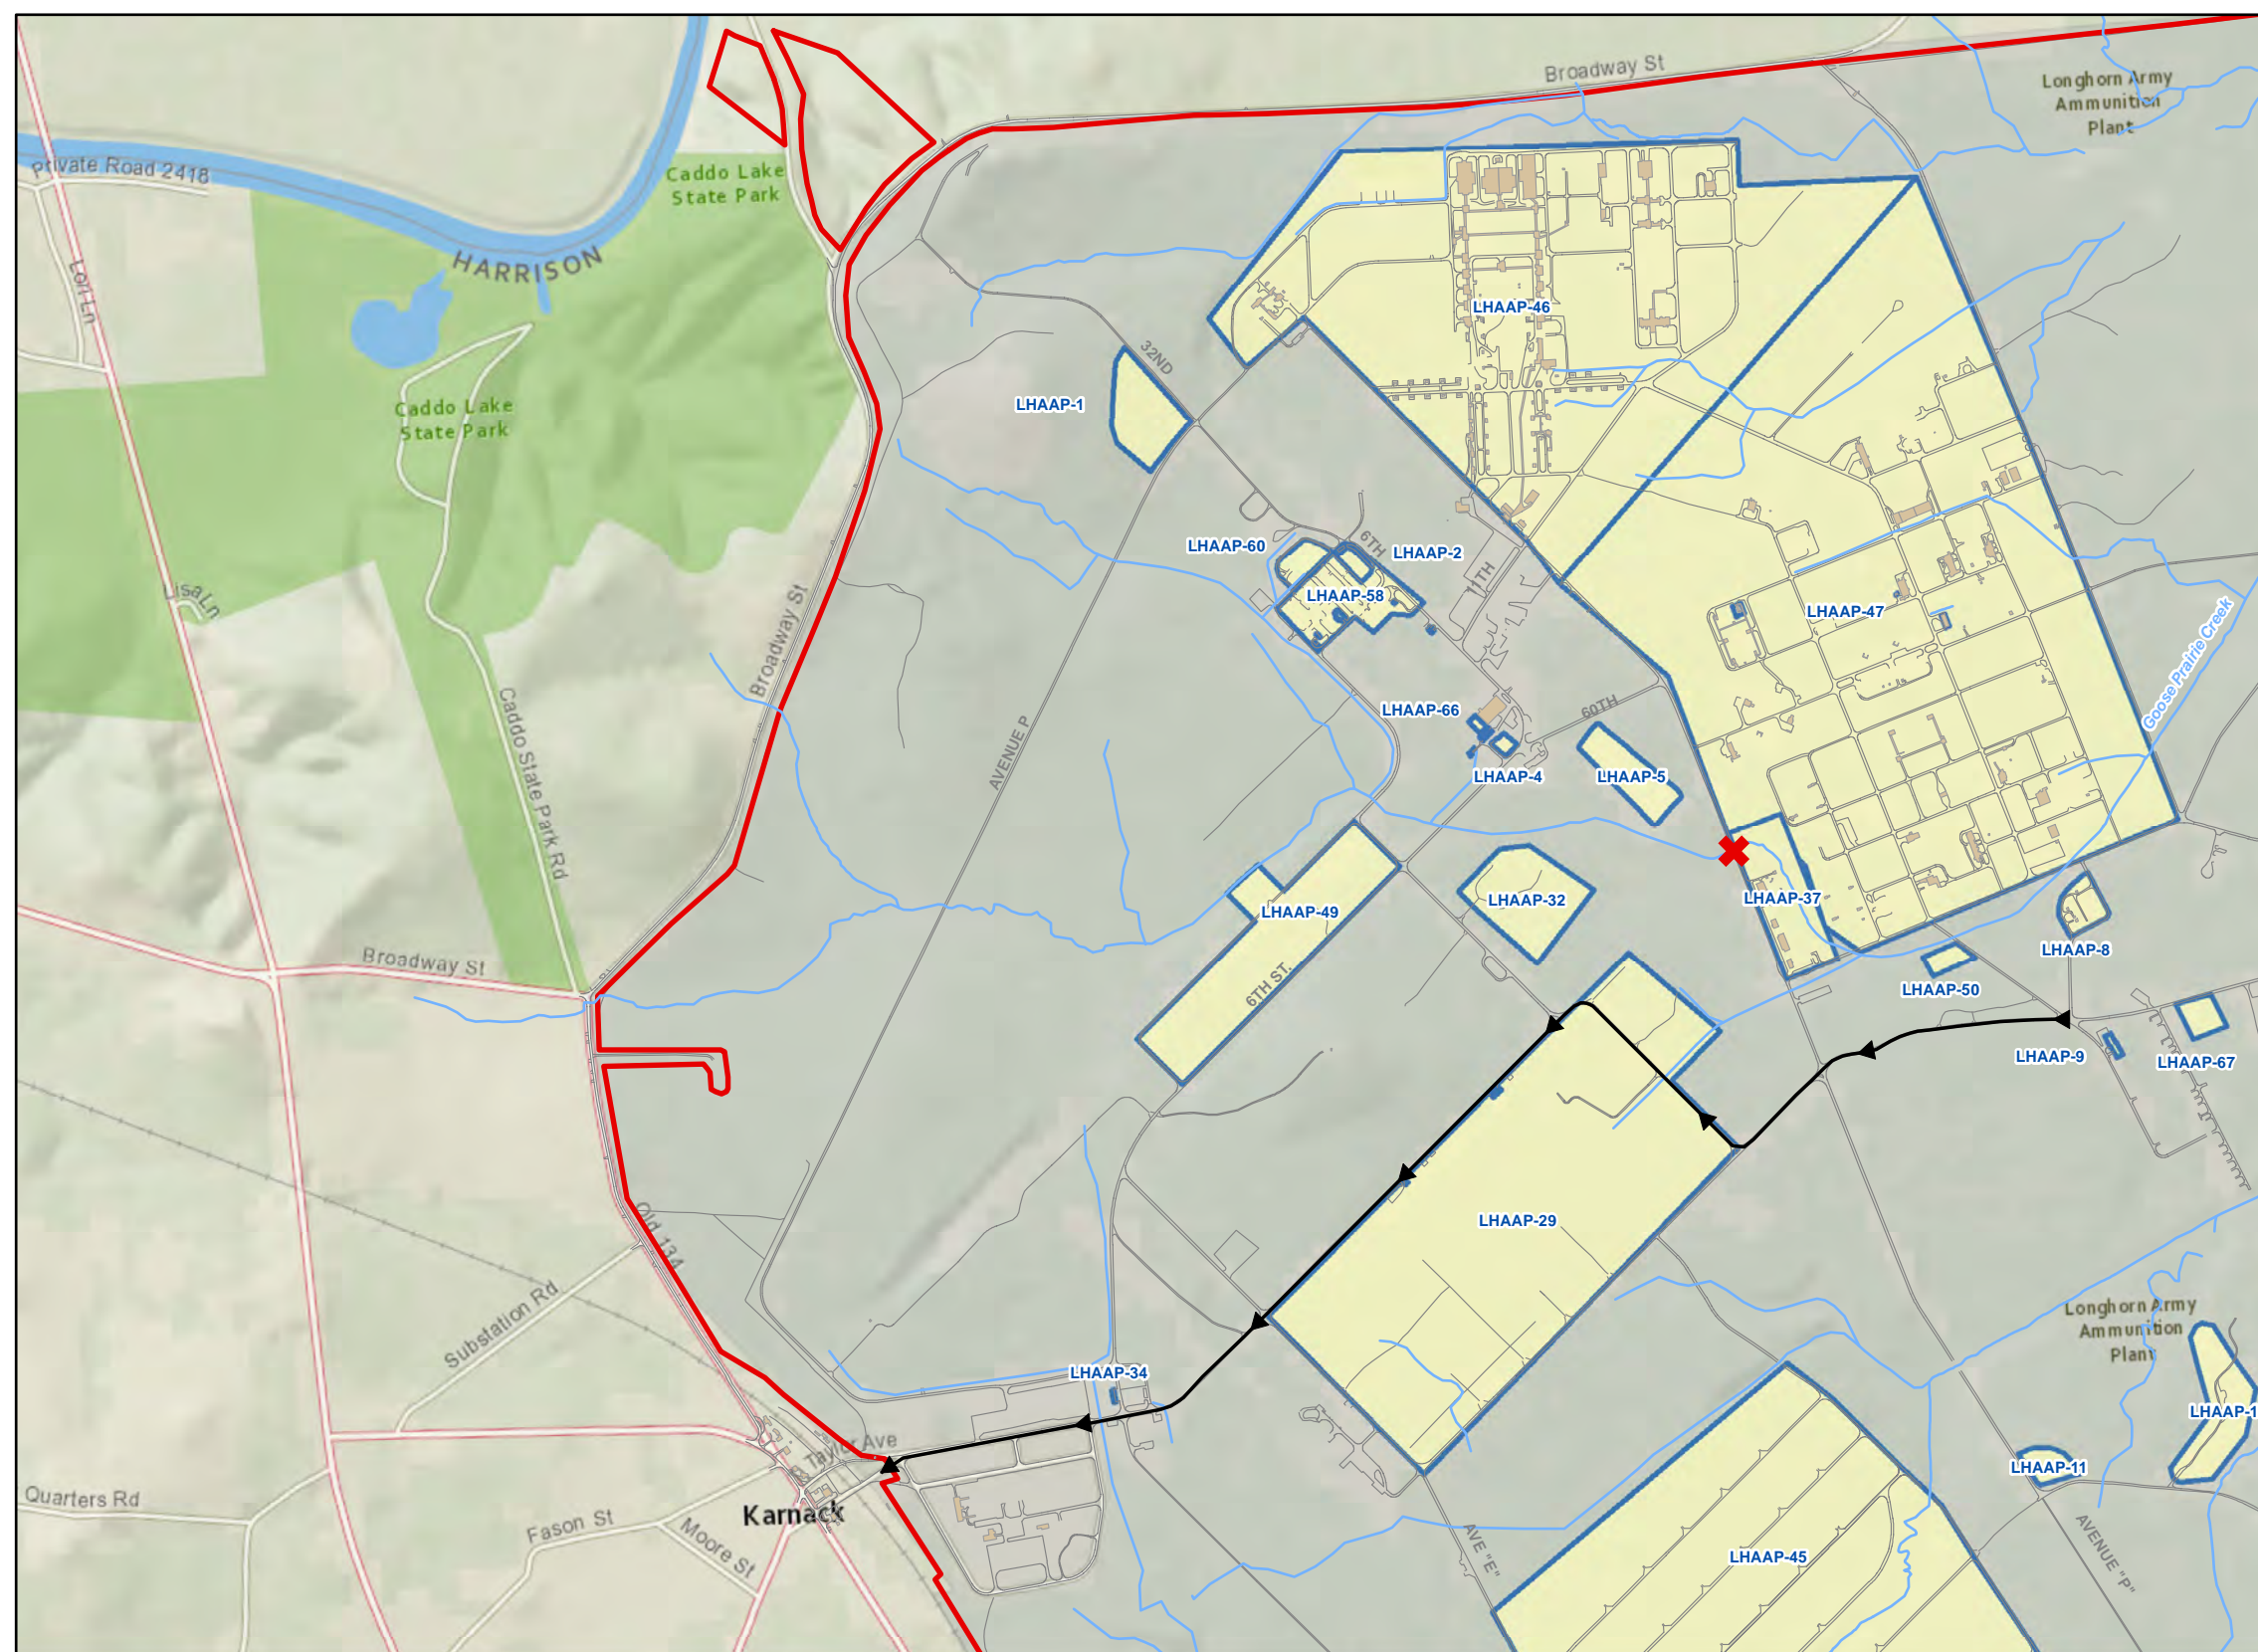 Broadway St
Longhorn Army
Ammunition
Plant
Private Road 2418
Caddo Lake
State Park
HARRISON
Lori Ln
LHAAP-46
32ND
LHAAP-1
Caddo Lake
State Park
LHAAP-60
6TH
LHAAP-2
11TH
LHAAP-58
Lisa Ln
LHAAP-47
Broadway St
Goose Prairie Creek
LHAAP-66
60TH
Caddo State Park Rd
AVENUE P
LHAAP-4
LHAAP-5
LHAAP-32
LHAAP-37
LHAAP-49
Broadway St
LHAAP-8
6TH ST.
LHAAP-50
LHAAP-9
LHAAP-67
Old 134
LHAAP-29
Substation Rd
Longhorn Army
Ammunition
Plant
LHAAP-34
LHAAP-1
Taylor Ave
LHAAP-11
Quarters Rd
Karnack
Fason St
Moore St
AVE "E"
LHAAP-45
AVENUE "P"